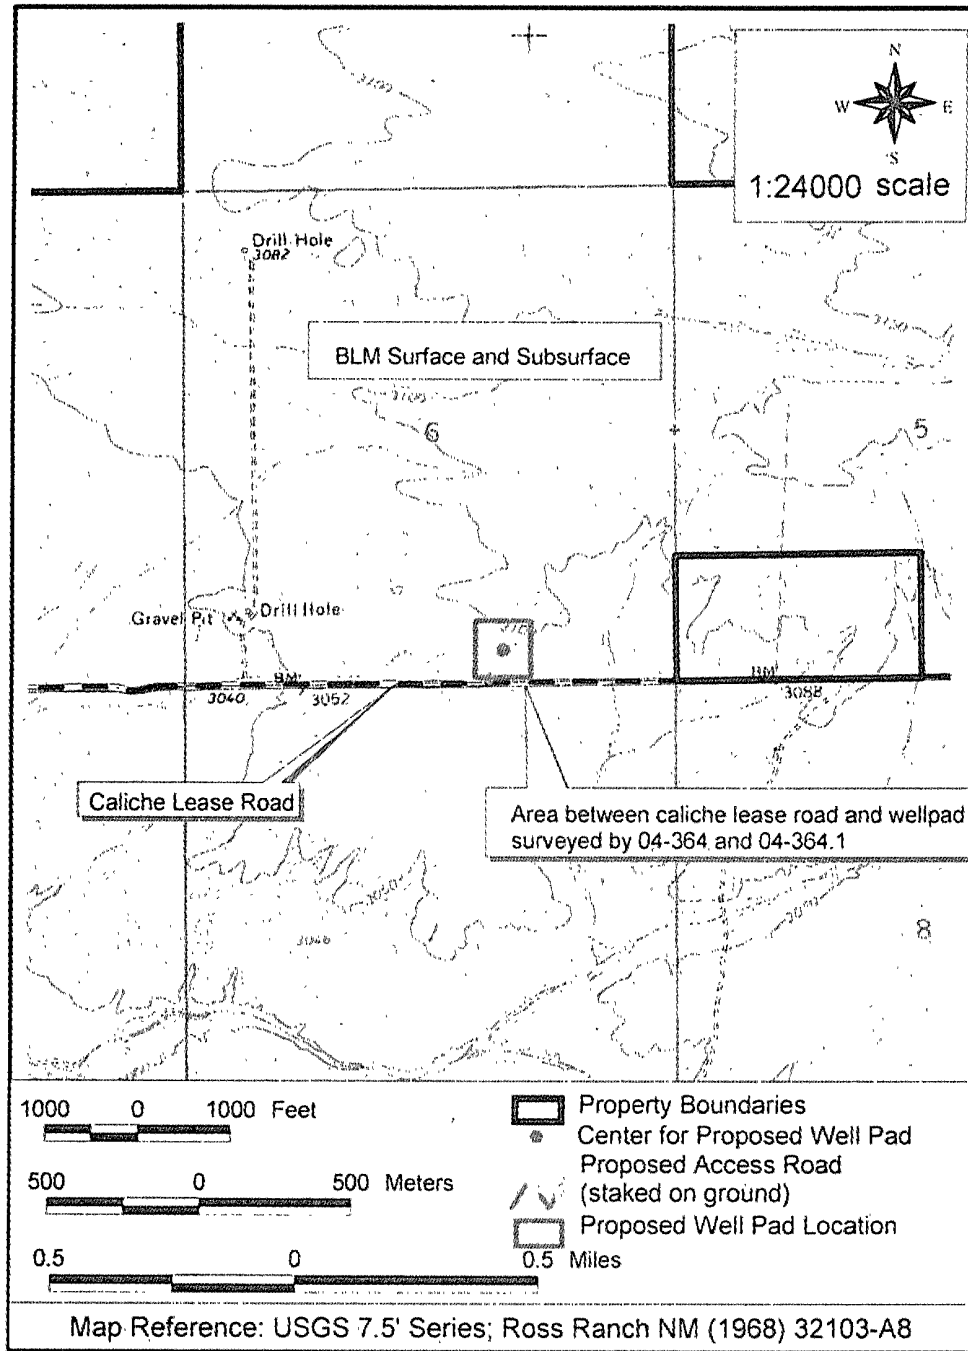 N
W E
S
1:24000 scale
3100
Drill Hole
3082
BLM Surface and Subsurface
3100
6
5
Gravel Pit
Drill Hole
BM
3040
3052
BM
3088
Caliche Lease Road
Area between caliche lease road and wellpad
surveyed by 04-364 and 04-364.1
3046
8
1000 0 1000 Feet
500 0 500 Meters
0.5 0 0.5 Miles
Property Boundaries
Center for Proposed Well Pad
Proposed Access Road
(staked on ground)
Proposed Well Pad Location
Map Reference: USGS 7.5' Series; Ross Ranch NM (1968) 32103-A8